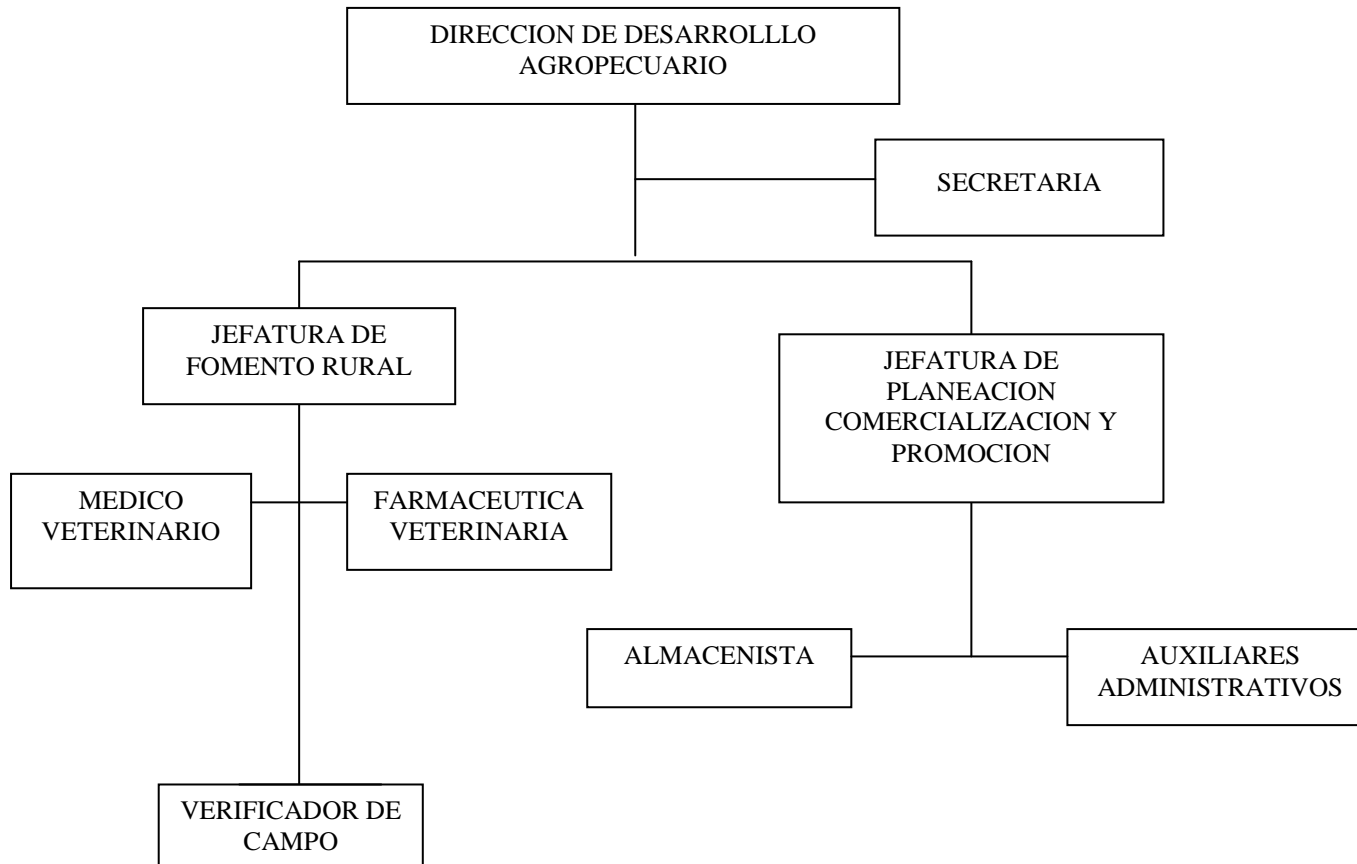 DIRECCION DE DESARROLLLO
AGROPECUARIO
SECRETARIA
JEFATURA DE
FOMENTO RURAL
JEFATURA DE
PLANEACION
COMERCIALIZACION Y
PROMOCION
MEDICO
VETERINARIO
FARMACEUTICA
VETERINARIA
ALMACENISTA
AUXILIARES
ADMINISTRATIVOS
VERIFICADOR DE
CAMPO